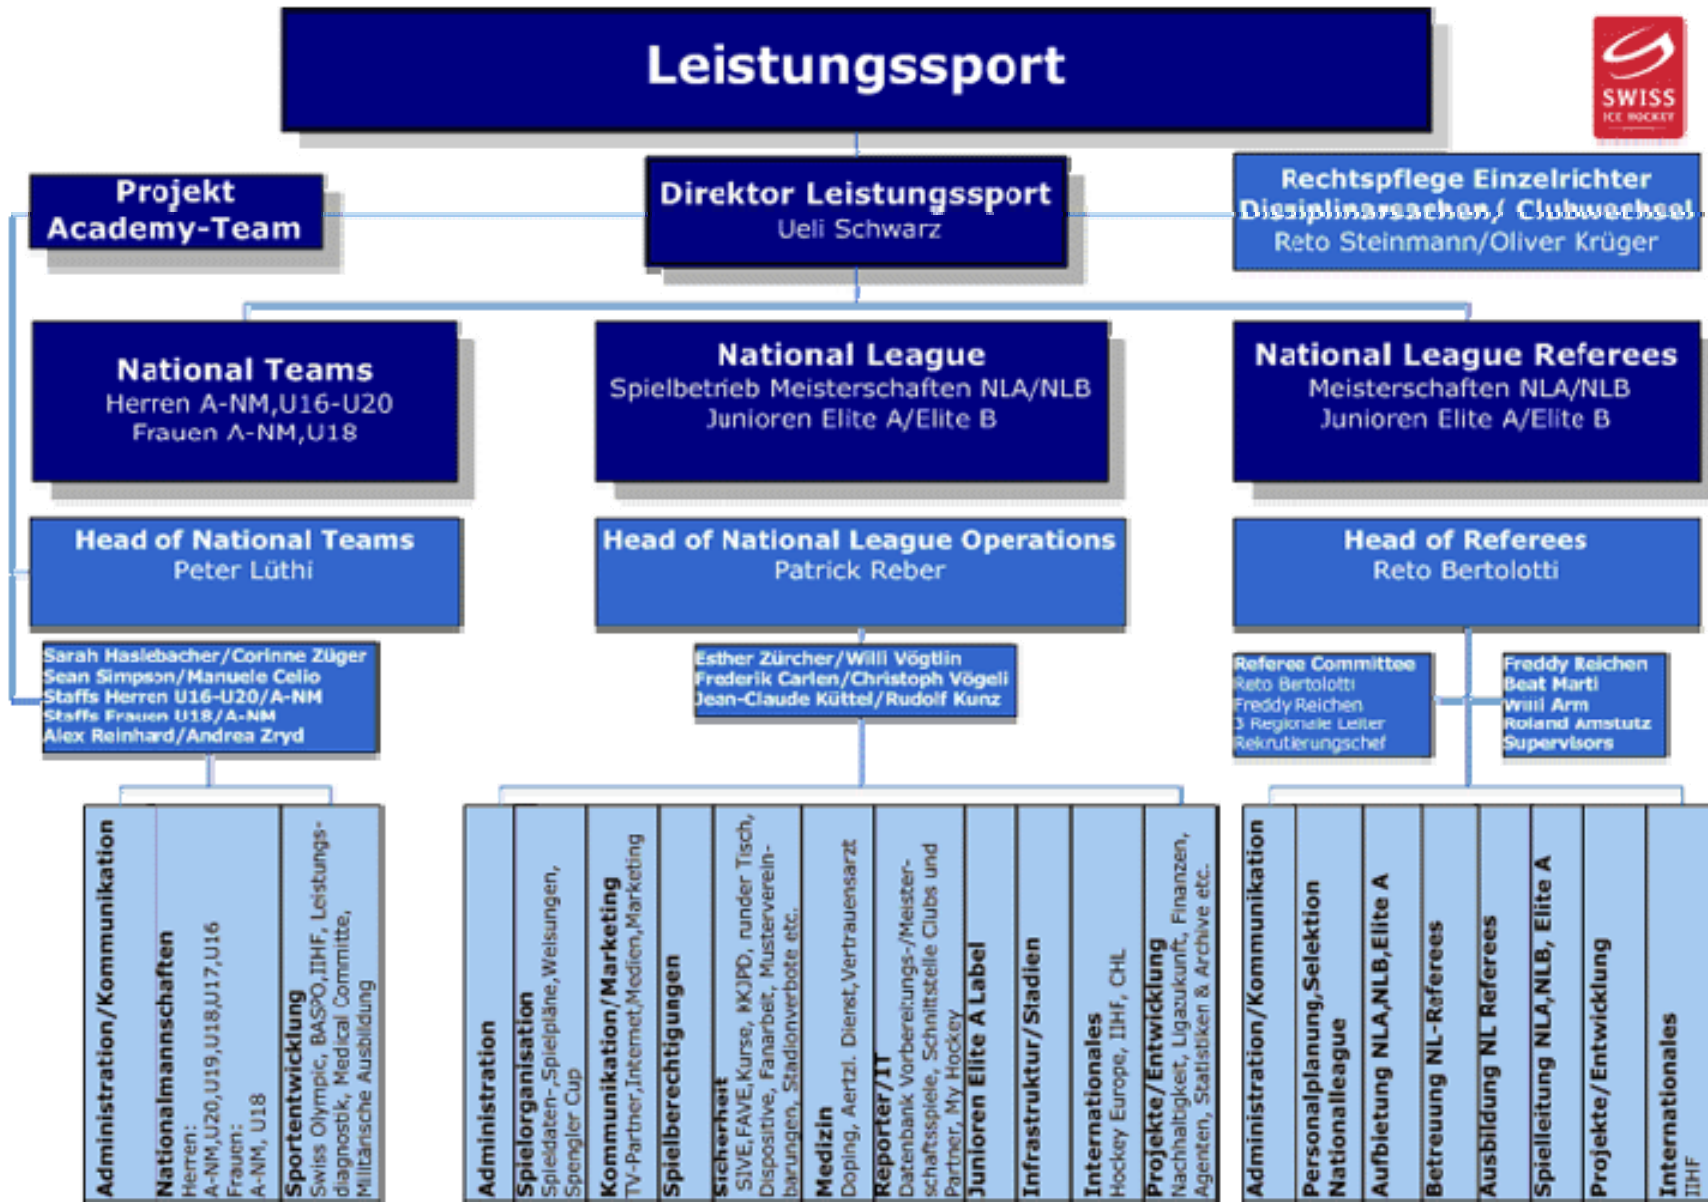 Leistungssport
SWISS
ICE HOCKEY
Projekt
Academy-Team
Direktor Leistungssport
Ueli Schwarz
Rechtspflege Einzelrichter
Disziplinarsachen/ Clubwechsel
Reto Steinmann/Oliver Krüger
National Teams
Herren A-NM,U16-U20
Frauen A-NM,U18
National League
Spielbetrieb Meisterschaften NLA/NLB
Junioren Elite A/Elite B
National League Referees
Meisterschaften NLA/NLB
Junioren Elite A/Elite B
Head of National Teams
Peter Lüthi
Head of National League Operations
Patrick Reber
Head of Referees
Reto Bertolotti
Sarah Haslebacher/Corinne Züger
Sean Simpson/Manuele Celio
Staffs Herren U16-U20/A-NM
Staffs Frauen U18/A-NM
Alex Reinhard/Andrea Zryd
Esther Zürcher/Willi Vögtlin
Frederik Carlen/Christoph Vögeli
Jean-Claude Küttel/Rudolf Kunz
Referee Committee
Reto Bertolotti
Freddy Reichen
3 Regionale Leiter
Rekrutierungschef
Freddy Reichen
Beat Marti
Willi Arm
Roland Amstutz
Supervisors
Administration/Kommunikation
Nationalmannschaften
Herren:
A-NM,U20,U19,U18,U17,U16
Frauen:
A-NM, U18
Sportentwicklung
Swiss Olympic, BASPO,IIHF, Leistungs-
diagnostik, Medical Committe,
Militärische Ausbildung
Administration
Spielorganisation
Spieldaten-,Spielpläne,Weisungen,
Spengler Cup
Kommunikation/Marketing
TV-Partner,Internet,Medien,Marketing
Spielberechtigungen
Sicherheit
SIVE,FAVE,Kurse, KKJPD, runder Tisch,
Dispositive, Fanarbeit, Musterverein-
barungen, Stadionverbote etc.
Medizin
Doping, Aertzl. Dienst,Vertrauensarzt
Reporter/IT
Datenbank Vorbereitungs-/Meister-
schaftsspiele, Schnittstelle Clubs und
Partner, My Hockey
Junioren Elite A Label
Infrastruktur/Stadien
Internationales
Hockey Europe, IIHF, CHL
Projekte/Entwicklung
Nachhaltigkeit, Ligazukunft, Finanzen,
Agenten, Statistiken & Archive etc.
Administration/Kommunikation
Personalplanung,Selektion
Nationalleague
Aufbietung NLA,NLB,Elite A
Betreuung NL-Referees
Ausbildung NL Referees
Spielleitung NLA,NLB, Elite A
Projekte/Entwicklung
Internationales
IIHF